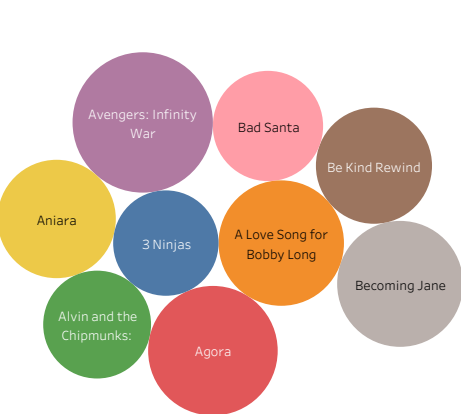 Avengers: Infinity
War
Bad Santa
Be Kind Rewind
Aniara
3 Ninjas
A Love Song for
Bobby Long
Becoming Jane
Alvin and the
Chipmunks:
Agora